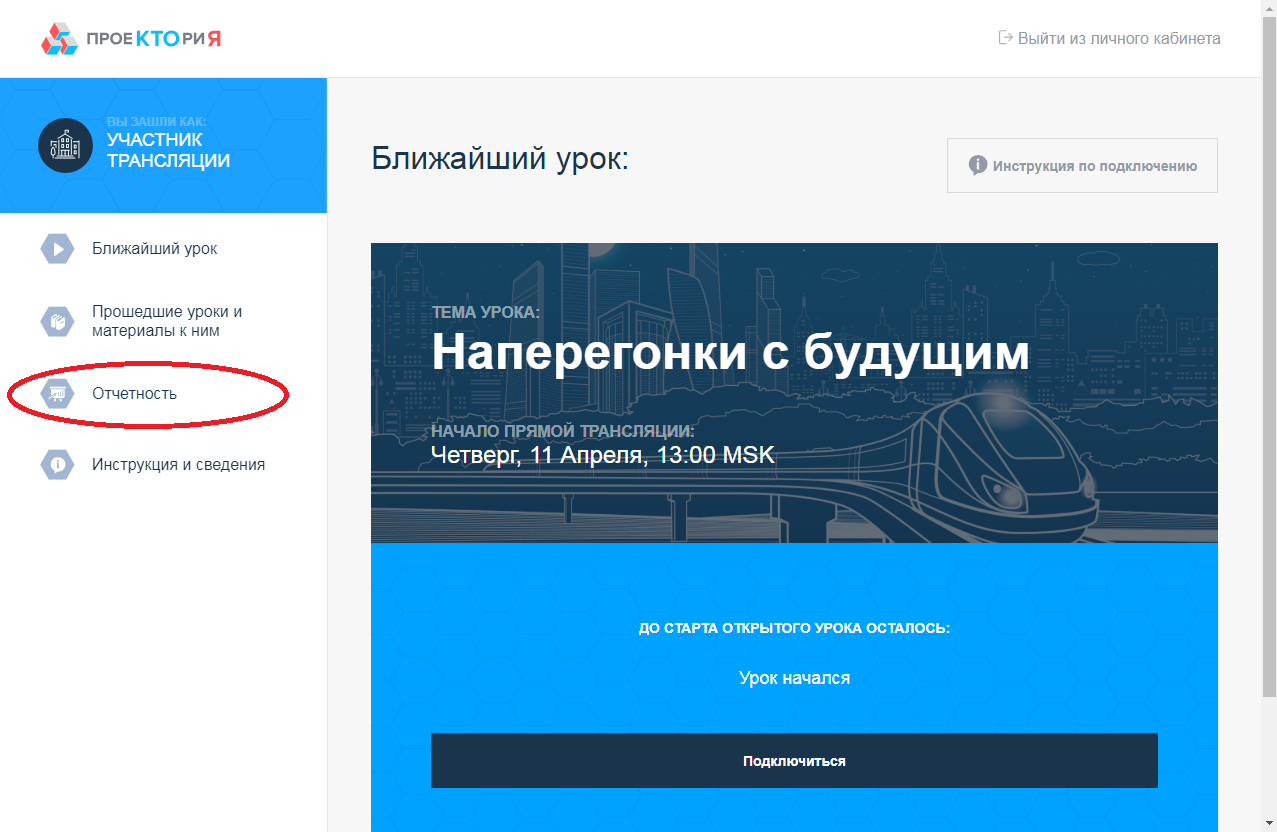 ПРОЕКТОРИЯ
Выйти из личного кабинета
ВЫ ЗАШЛИ КАК:
УЧАСТНИК
ТРАНСЛЯЦИИ
Ближайший урок
Прошедшие уроки и
материалы к ним
Отчетность
Инструкция и сведения
Ближайший урок:
Инструкция по подключению
ТЕМА УРОКА:
Наперегонки с будущим
НАЧАЛО ПРЯМОЙ ТРАНСЛЯЦИИ:
Четверг, 11 Апреля, 13:00 MSK
ДО СТАРТА ОТКРЫТОГО УРОКА ОСТАЛОСЬ:
Урок начался
Подключиться